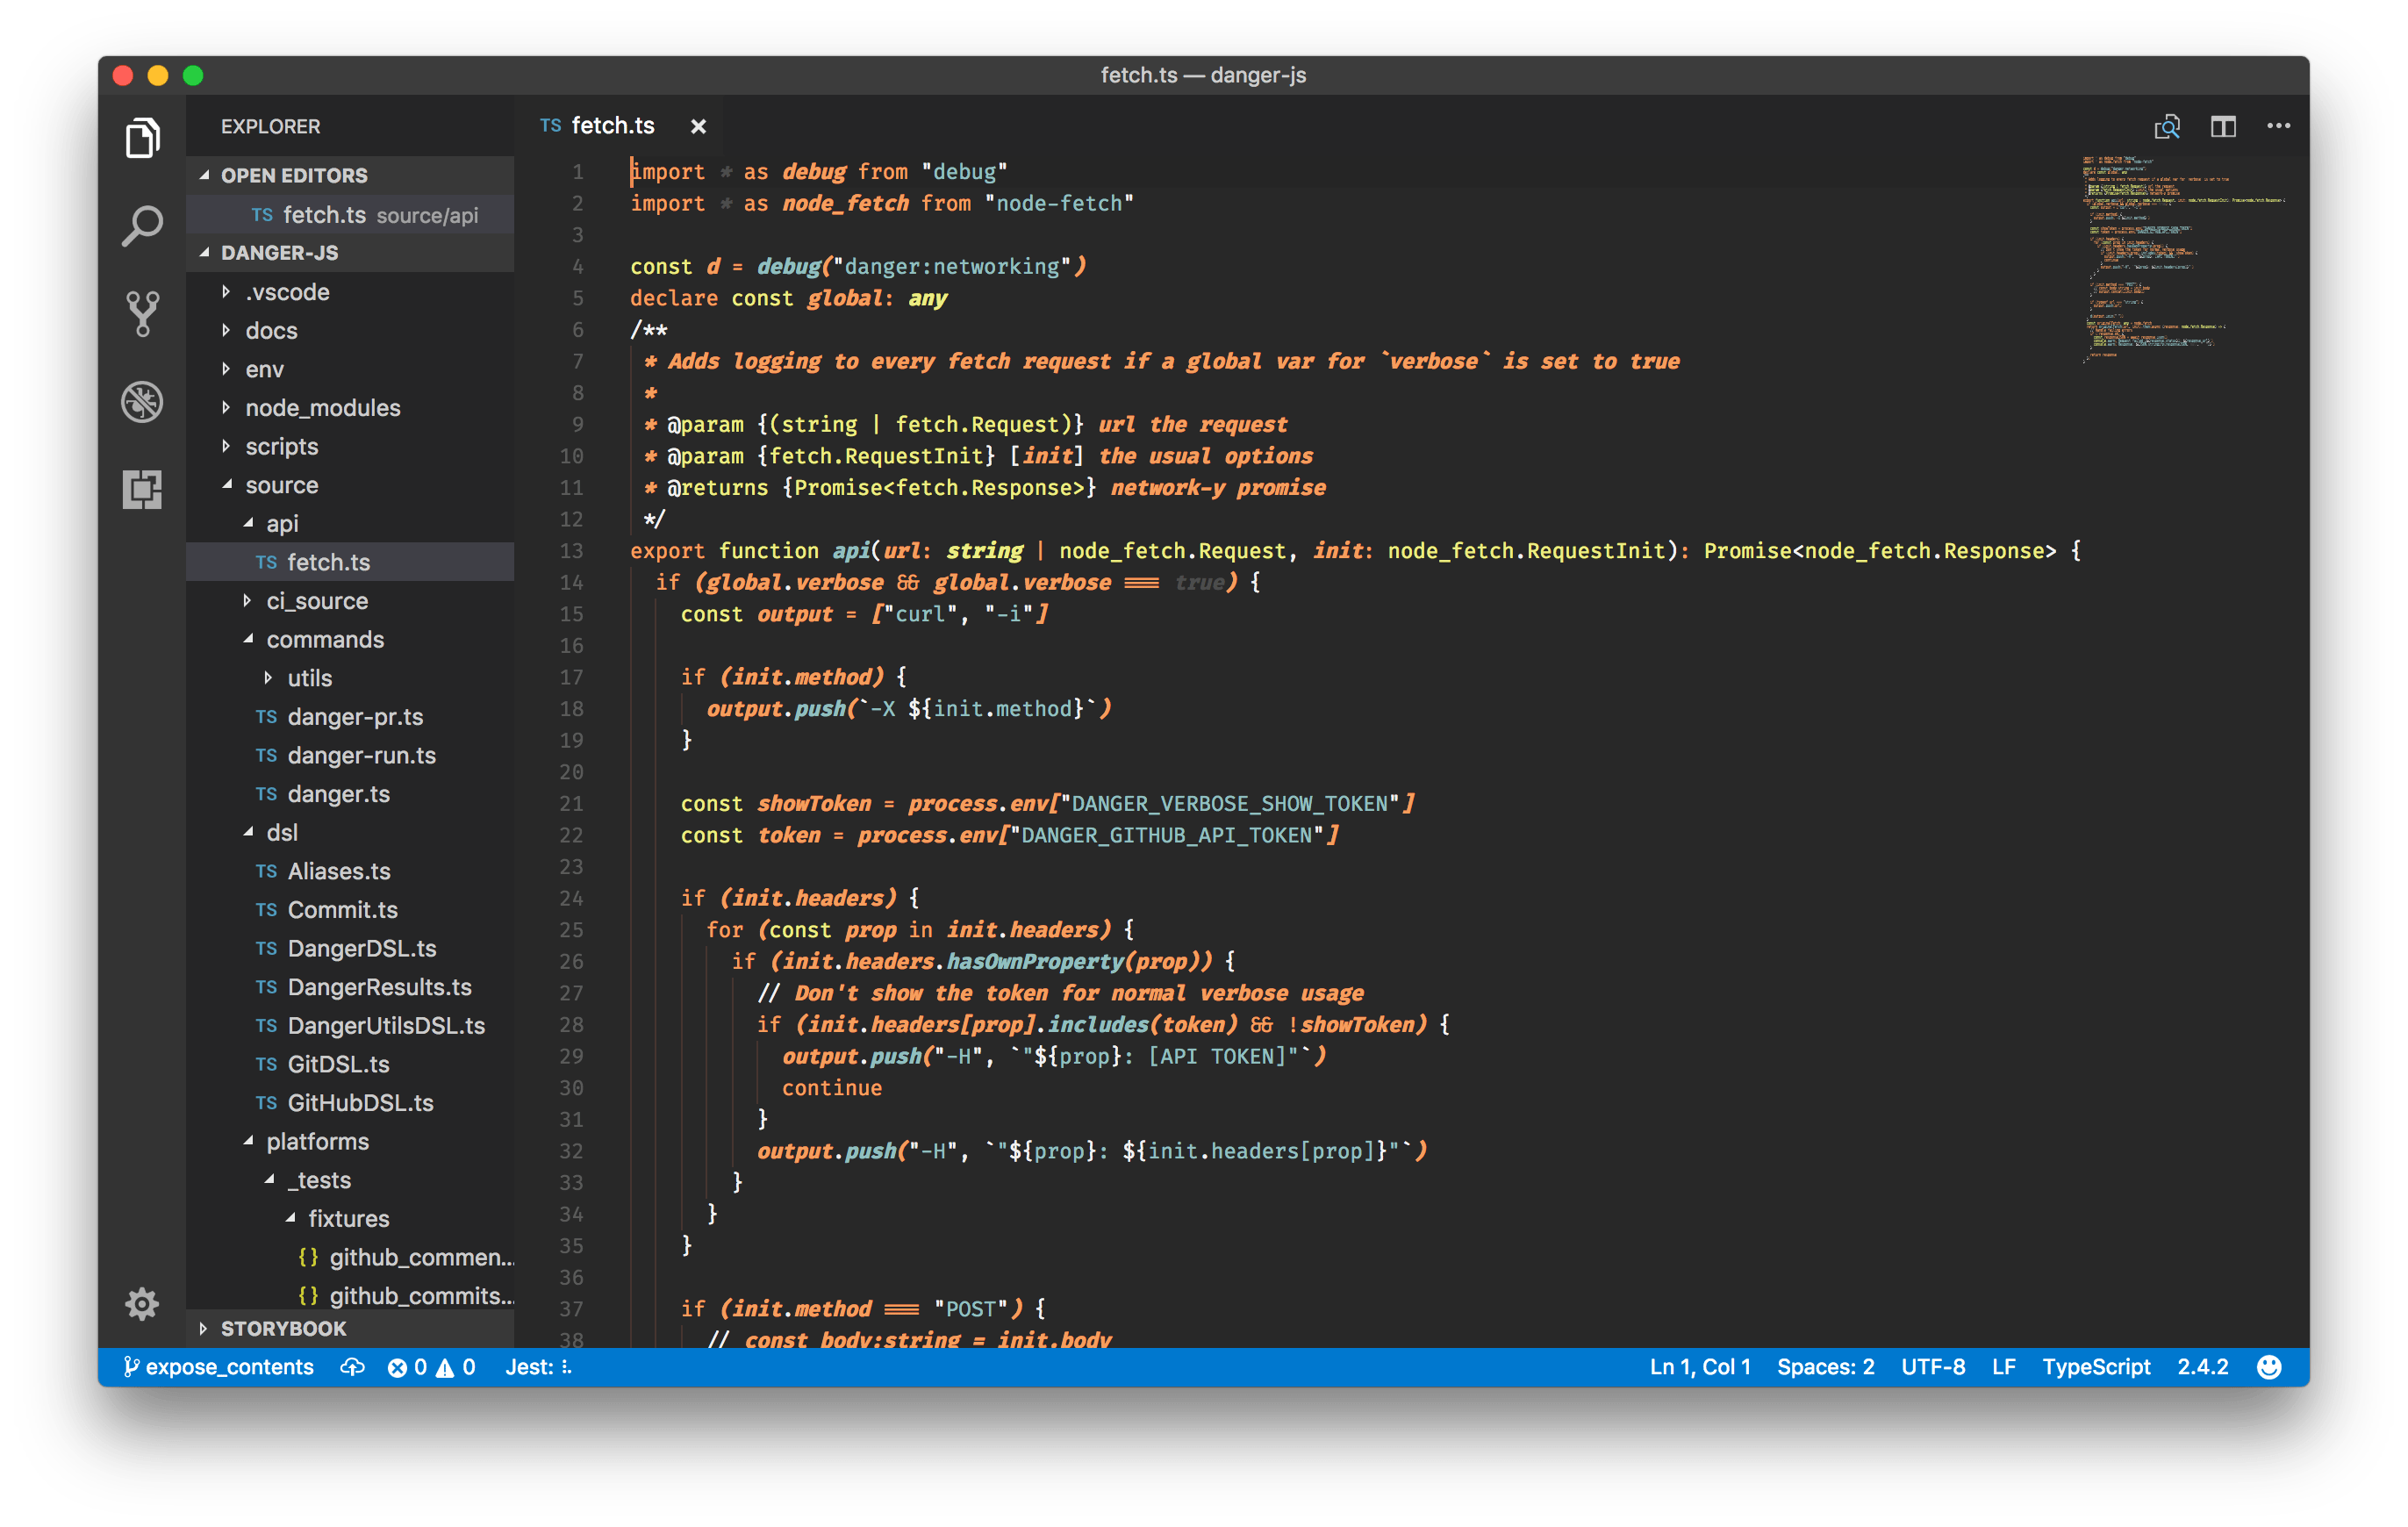 fetch.ts — danger-js
EXPLORER
OPEN EDITORS
TS fetch.ts source/api
DANGER-JS
.vscode
docs
env
node_modules
scripts
source
api
TS fetch.ts
ci_source
commands
utils
TS danger-pr.ts
TS danger-run.ts
TS danger.ts
dsl
TS Aliases.ts
TS Commit.ts
TS DangerDSL.ts
TS DangerResults.ts
TS DangerUtilsDSL.ts
TS GitDSL.ts
TS GitHubDSL.ts
platforms
_tests
fixtures
{} github_commen...
{} github_commits...
STORYBOOK
TS fetch.ts
1 import * as debug from "debug"
2 import * as node_fetch from "node-fetch"
3
4 const d = debug("danger:networking")
5 declare const global: any
6 /**
7 * Adds logging to every fetch request if a global var for `verbose` is set to true
8 *
9 * @param {(string | fetch.Request)} url the request
10 * @param {fetch.RequestInit} [init] the usual options
11 * @returns {Promise<fetch.Response>} network-y promise
12 */
13 export function api(url: string | node_fetch.Request, init: node_fetch.RequestInit): Promise<node_fetch.Response> {
14 if (global.verbose && global.verbose === true) {
15 const output = ["curl", "-i"]
16
17 if (init.method) {
18 output.push(`-X ${init.method}`)
19 }
20
21 const showToken = process.env["DANGER_VERBOSE_SHOW_TOKEN"]
22 const token = process.env["DANGER_GITHUB_API_TOKEN"]
23
24 if (init.headers) {
25 for (const prop in init.headers) {
26 if (init.headers.hasOwnProperty(prop)) {
27 // Don't show the token for normal verbose usage
28 if (init.headers[prop].includes(token) && !showToken) {
29 output.push("-H", `"${prop}: [API TOKEN]"`)
30 continue
31 }
32 output.push("-H", `"${prop}: ${init.headers[prop]}"`)
33 }
34 }
35 }
36
37 if (init.method === "POST") {
38 // const body:string = init.body
expose_contents 0 0 Jest: Ln 1, Col 1 Spaces: 2 UTF-8 LF TypeScript 2.4.2